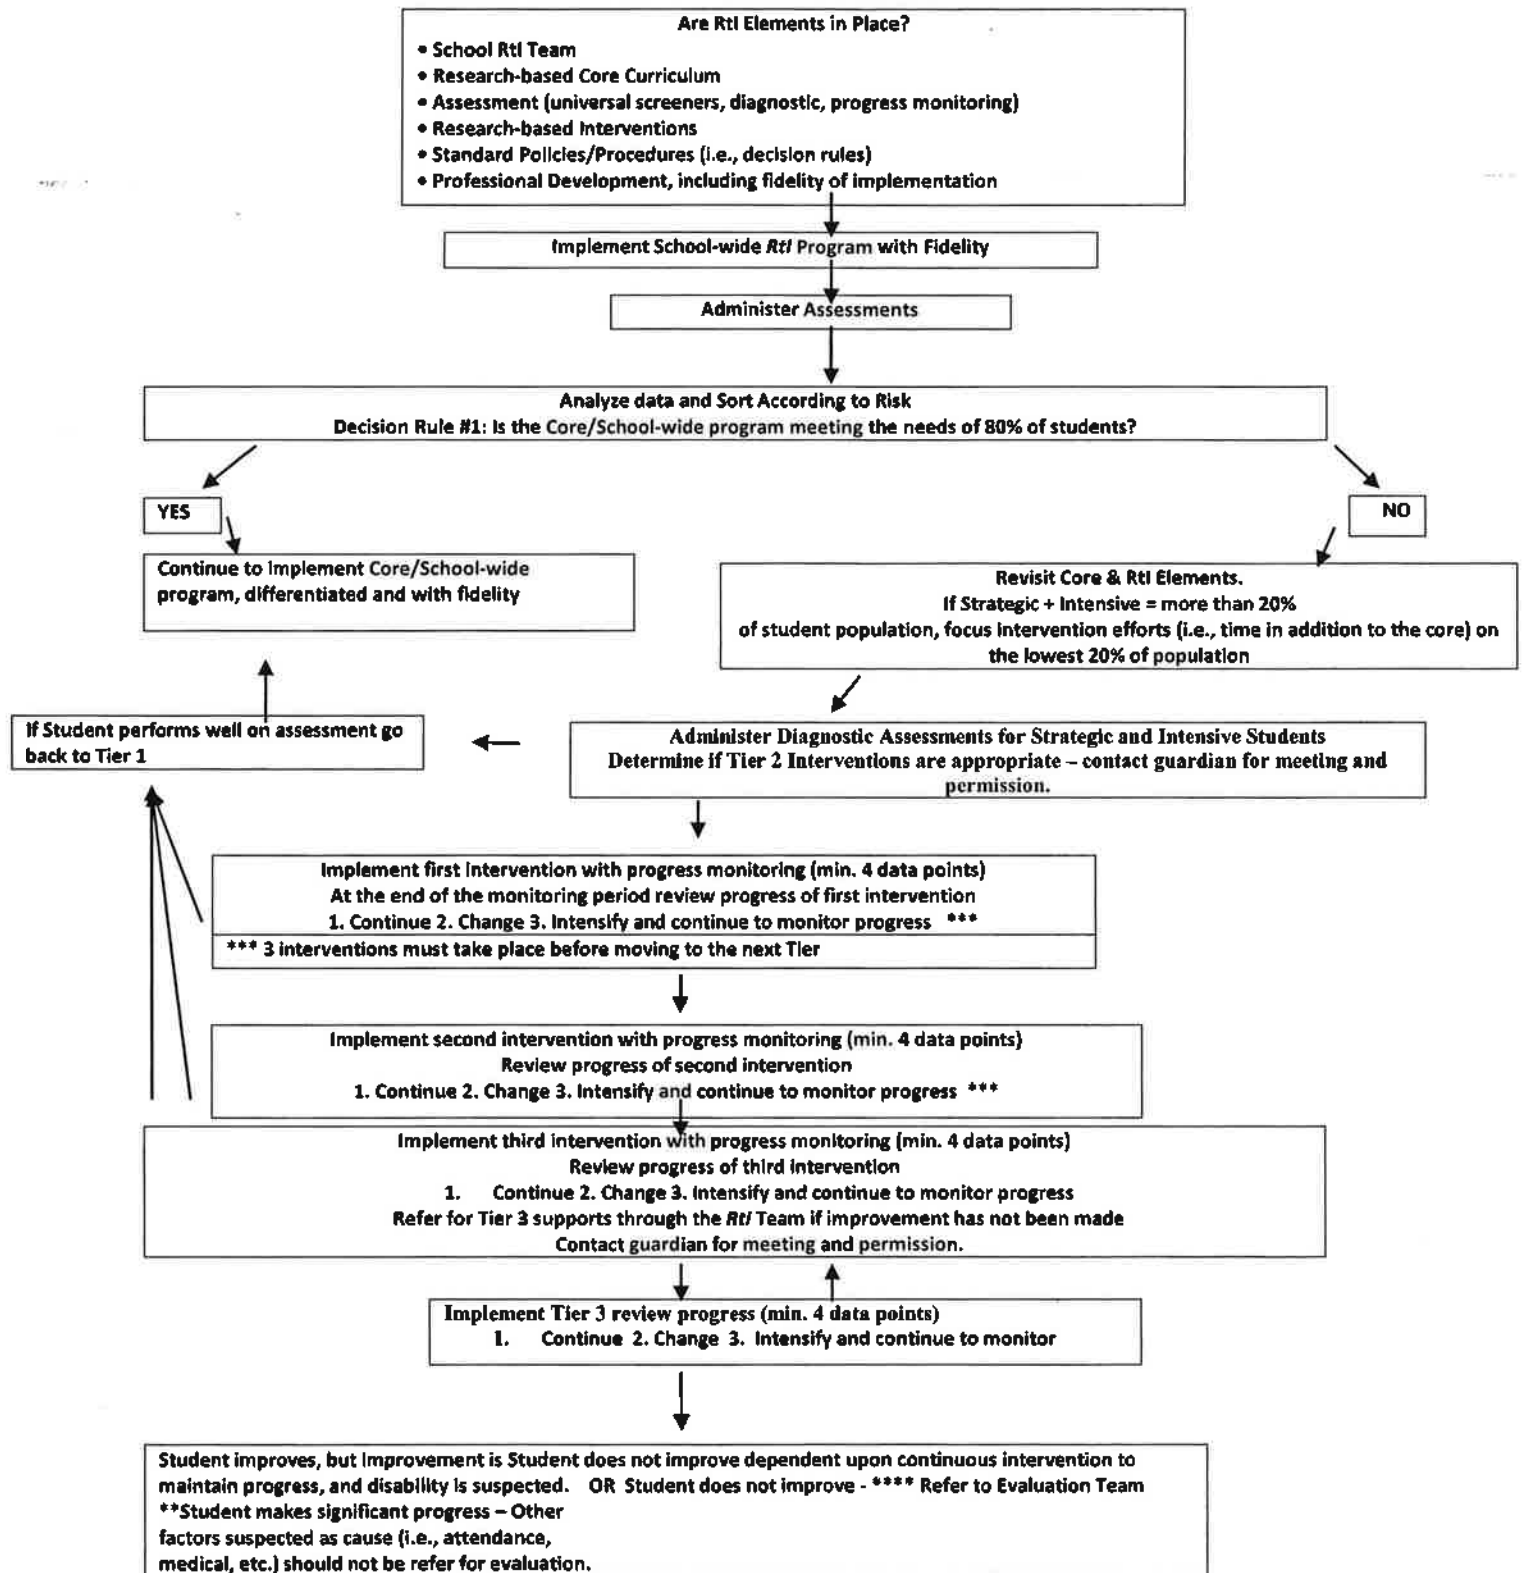 Are RtI Elements in Place?
• School RtI Team
• Research-based Core Curriculum
• Assessment (universal screeners, diagnostic, progress monitoring)
• Research-based Interventions
• Standard Policies/Procedures (i.e., decision rules)
• Professional Development, including fidelity of implementation
Implement School-wide RtI Program with Fidelity
Administer Assessments
Analyze data and Sort According to Risk
Decision Rule #1: Is the Core/School-wide program meeting the needs of 80% of students?
YES
NO
Continue to implement Core/School-wide
program, differentiated and with fidelity
Revisit Core & RtI Elements.
If Strategic + Intensive = more than 20%
of student population, focus intervention efforts (i.e., time in addition to the core) on
the lowest 20% of population
If Student performs well on assessment go
back to Tier 1
Administer Diagnostic Assessments for Strategic and Intensive Students
Determine if Tier 2 Interventions are appropriate – contact guardian for meeting and
permission.
Implement first intervention with progress monitoring (min. 4 data points)
At the end of the monitoring period review progress of first intervention
1. Continue 2. Change 3. Intensify and continue to monitor progress ***
*** 3 interventions must take place before moving to the next Tier
Implement second intervention with progress monitoring (min. 4 data points)
Review progress of second intervention
1. Continue 2. Change 3. Intensify and continue to monitor progress ***
Implement third intervention with progress monitoring (min. 4 data points)
Review progress of third intervention
1. Continue 2. Change 3. Intensify and continue to monitor progress
Refer for Tier 3 supports through the RtI Team if improvement has not been made
Contact guardian for meeting and permission.
Implement Tier 3 review progress (min. 4 data points)
1. Continue 2. Change 3. Intensify and continue to monitor
Student improves, but improvement is Student does not improve dependent upon continuous intervention to
maintain progress, and disability is suspected. OR Student does not improve - **** Refer to Evaluation Team
**Student makes significant progress – Other
factors suspected as cause (i.e., attendance,
medical, etc.) should not be refer for evaluation.